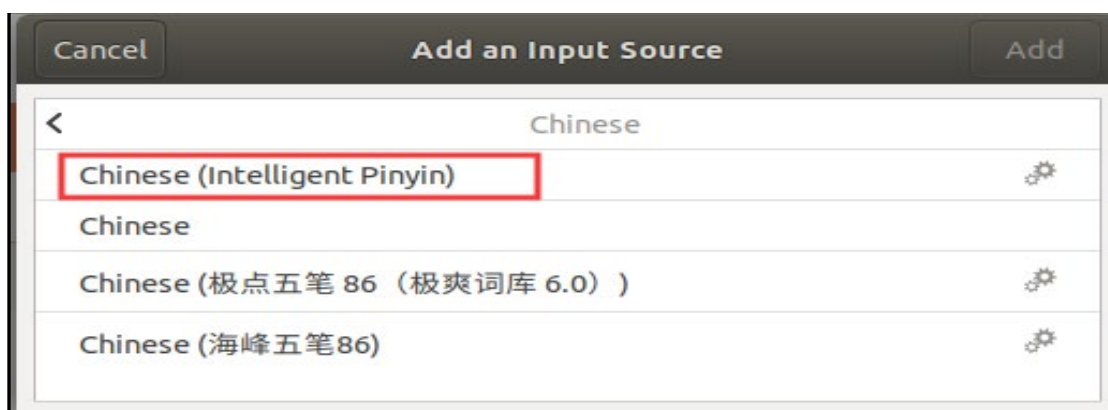 Cancel Add an Input Source Add
Chinese
Chinese (Intelligent Pinyin)
Chinese
Chinese (极点五笔 86（极爽词库 6.0）)
Chinese (海峰五笔86)